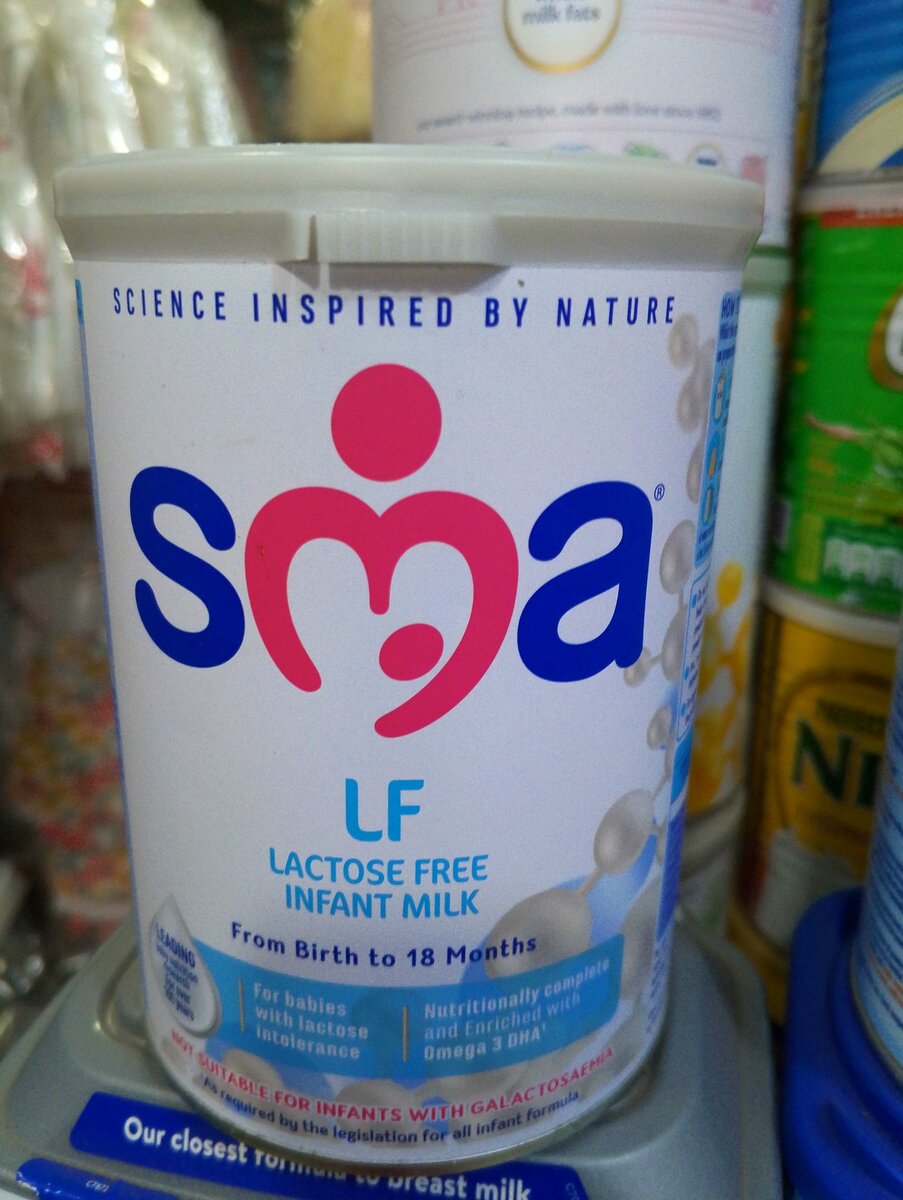 milk fats
SCIENCE INSPIRED BY NATURE
sma®
LF
LACTOSE FREE
INFANT MILK
From Birth to 18 Months
LEADING
For babies
with lactose
intolerance
Nutritionally complete
and Enriched with
Omega 3 DHA
NOT SUITABLE FOR INFANTS WITH GALACTOSAEMIA
As required by the legislation for all infant formula
Our closest formula to breast milk
HOW